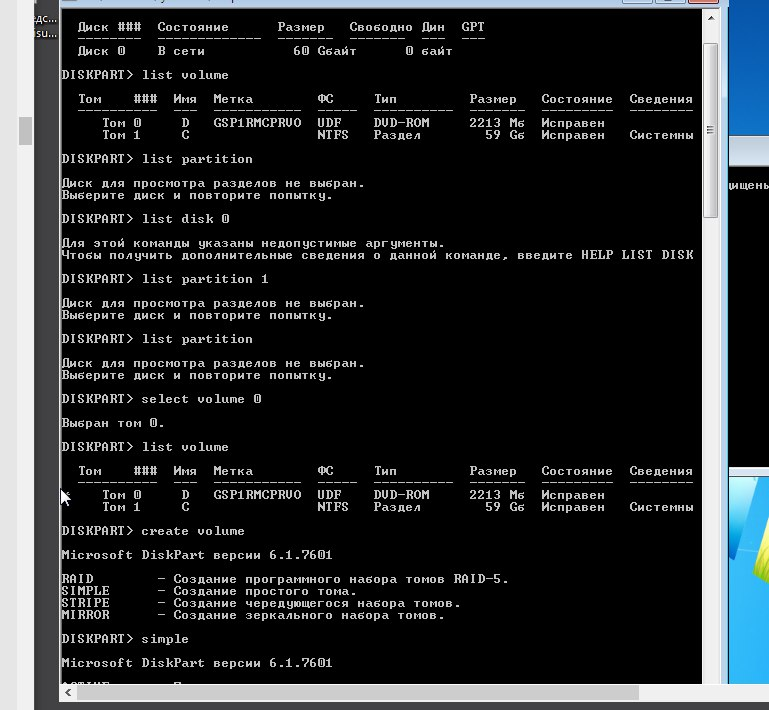 Диск ### Состояние Размер Свободно Дин GPT
Диск 0 В сети 60 Gбайт 0 байт
DISKPART> list volume
Том ### Имя Метка ФС Тип Размер Состояние Сведения
Том 0 D GSP1RMCPRVO UDF DVD-ROM 2213 Mб Исправен
Том 1 C NTFS Раздел 59 Gб Исправен Системны
DISKPART> list partition
Диск для просмотра разделов не выбран.
Выберите диск и повторите попытку.
DISKPART> list disk 0
Для этой команды указаны недопустимые аргументы.
Чтобы получить дополнительные сведения о данной команде, введите HELP LIST DISK
DISKPART> list partition 1
Диск для просмотра разделов не выбран.
Выберите диск и повторите попытку.
DISKPART> list partition
Диск для просмотра разделов не выбран.
Выберите диск и повторите попытку.
DISKPART> select volume 0
Выбран том 0.
DISKPART> list volume
Том ### Имя Метка ФС Тип Размер Состояние Сведения
Том 0 D GSP1RMCPRVO UDF DVD-ROM 2213 Mб Исправен
Том 1 C NTFS Раздел 59 Gб Исправен Системны
DISKPART> create volume
Microsoft DiskPart версии 6.1.7601
RAID - Создание программного набора томов RAID-5.
SIMPLE - Создание простого тома.
STRIPE - Создание чередующегося набора томов.
MIRROR - Создание зеркального набора томов.
DISKPART> simple
Microsoft DiskPart версии 6.1.7601